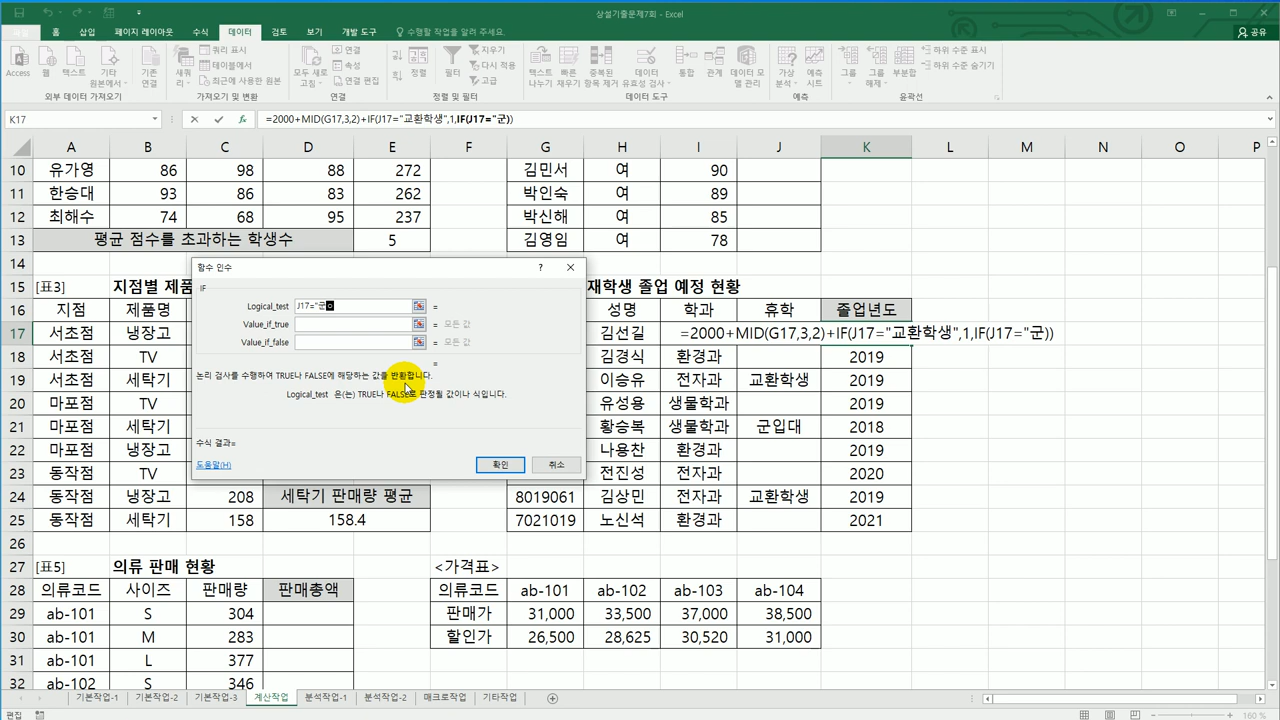 상설기출문제7회 - Excel
홈 삽입 페이지 레이아웃 수식 데이터 검토 보기 개발 도구 수행할 작업을 알려 주세요. 공유
Access 웹 텍스트 기타 원본에서 기존 연결 새 쿼리 쿼리 표시 테이블에서 최근에 사용한 원본 모두 새로 고침 연결 속성 연결 편집 정렬 필터 지우기 다시 적용 고급 텍스트 나누기 빠른 채우기 중복된 항목 제거 데이터 유효성 검사 통합 관계 데이터 모델 관리 가상 분석 예측 시트 그룹 그룹 해제 부분합 하위 수준 표시 하위 수준 숨기기
외부 데이터 가져오기 가져오기 및 변환 연결 정렬 및 필터 데이터 도구 예측 윤곽선
K17 fx =2000+MID(G17,3,2)+IF(J17="교환학생",1,IF(J17="군))
A B C D E F G H I J K L M N O P
10 유가영 86 98 88 272 김민서 여 90
11 한승대 93 86 83 262 박인숙 여 89
12 최해수 74 68 95 237 박신해 여 85
13 평균 점수를 초과하는 학생수 5 김영임 여 78
14
15 [표3] 지점별 제품 재학생 졸업 예정 현황
16 지점 제품명 성명 학과 휴학 졸업년도
17 서초점 냉장고 김선길 =2000+MID(G17,3,2)+IF(J17="교환학생",1,IF(J17="군))
18 서초점 TV 김경식 환경과 2019
19 서초점 세탁기 이승유 전자과 교환학생 2019
20 마포점 TV 유성용 생물학과 2019
21 마포점 세탁기 황승복 생물학과 군입대 2018
22 마포점 냉장고 나용찬 환경과 2019
23 동작점 TV 전진성 전자과 2020
24 동작점 냉장고 208 세탁기 판매량 평균 8019061 김상민 전자과 교환학생 2019
25 동작점 세탁기 158 158.4 7021019 노신석 환경과 2021
26
27 [표5] 의류 판매 현황 <가격표>
28 의류코드 사이즈 판매량 판매총액 의류코드 ab-101 ab-102 ab-103 ab-104
29 ab-101 S 304 판매가 31,000 33,500 37,000 38,500
30 ab-101 M 283 할인가 26,500 28,625 30,520 31,000
31 ab-101 L 377
32 ab-102 S 346
함수 인수 ?
IF
Logical_test J17="군 =
Value_if_true = 모든 값
Value_if_false = 모든 값
=
논리 검사를 수행하여 TRUE나 FALSE에 해당하는 값을 반환합니다.
Logical_test 은(는) TRUE나 FALSE로 판정될 값이나 식입니다.
수식 결과=
도움말(H) 확인 취소
기본작업-1 기본작업-2 기본작업-3 계산작업 분석작업-1 분석작업-2 매크로작업 기타작업
편집 160 %